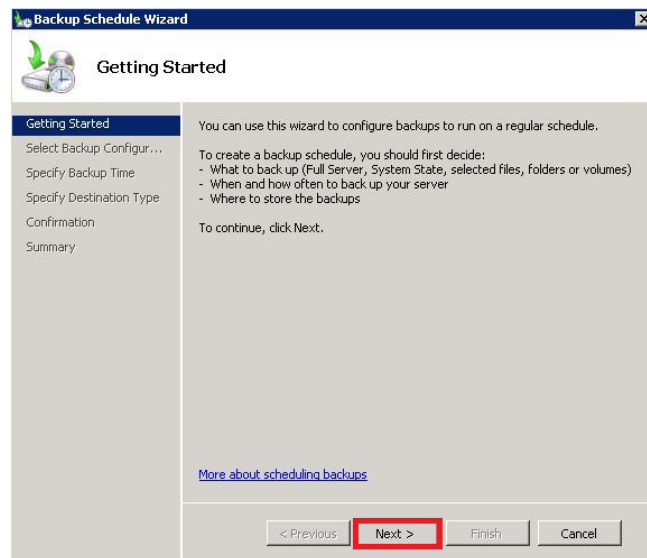 Backup Schedule Wizard
Getting Started
Getting Started
Select Backup Configur...
Specify Backup Time
Specify Destination Type
Confirmation
Summary
You can use this wizard to configure backups to run on a regular schedule.
To create a backup schedule, you should first decide:
- What to back up (Full Server, System State, selected files, folders or volumes)
- When and how often to back up your server
- Where to store the backups
To continue, click Next.
More about scheduling backups
< Previous
Next >
Finish
Cancel